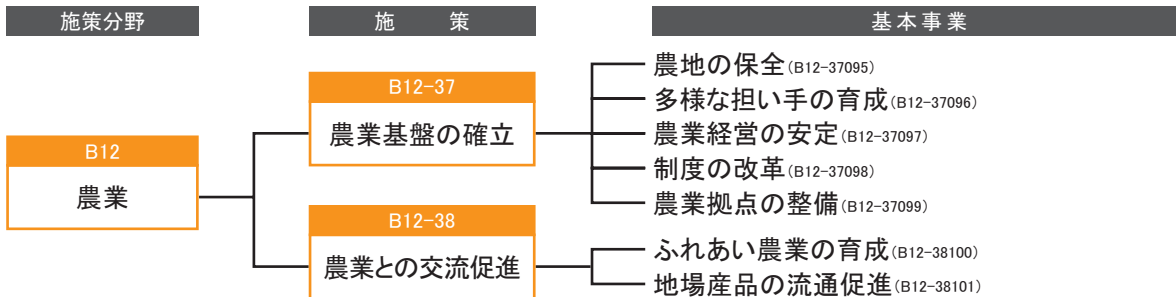 施策分野
施　　策
基本事業
B12
農業
B12-37
農業基盤の確立
農地の保全(B12-37095)
多様な担い手の育成(B12-37096)
農業経営の安定(B12-37097)
制度の改革(B12-37098)
農業拠点の整備(B12-37099)
B12-38
農業との交流促進
ふれあい農業の育成(B12-38100)
地場産品の流通促進(B12-38101)